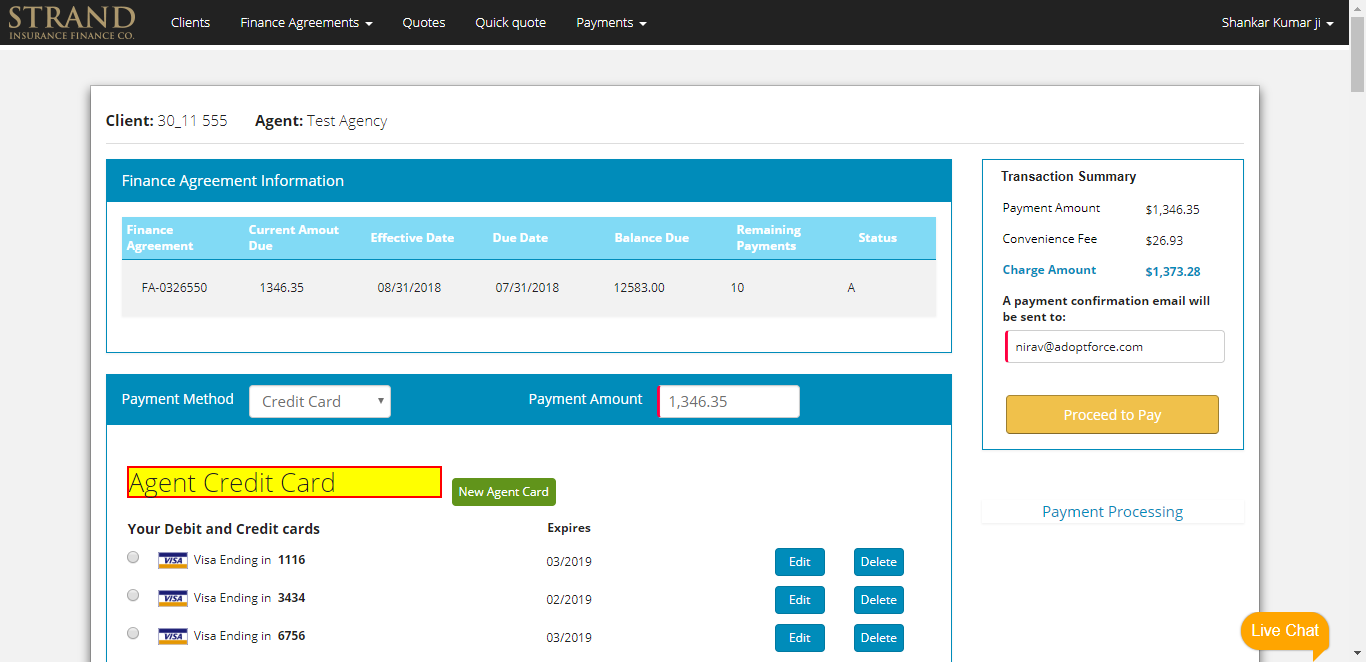 STRAND
INSURANCE FINANCE CO.
Clients
Finance Agreements
Quotes
Quick quote
Payments
Shankar Kumar ji
Client: 30_11 555 Agent: Test Agency
Finance Agreement Information
Finance Agreement
Current Amout Due
Effective Date
Due Date
Balance Due
Remaining Payments
Status
FA-0326550 1346.35 08/31/2018 07/31/2018 12583.00 10 A
Payment Method Credit Card Payment Amount 1,346.35
Agent Credit Card
New Agent Card
Your Debit and Credit cards Expires
VISA Visa Ending in 1116 03/2019 Edit Delete
VISA Visa Ending in 3434 02/2019 Edit Delete
VISA Visa Ending in 6756 03/2019 Edit Delete
Transaction Summary
Payment Amount $1,346.35
Convenience Fee $26.93
Charge Amount $1,373.28
A payment confirmation email will
be sent to:
nirav@adoptforce.com
Proceed to Pay
Payment Processing
Live Chat